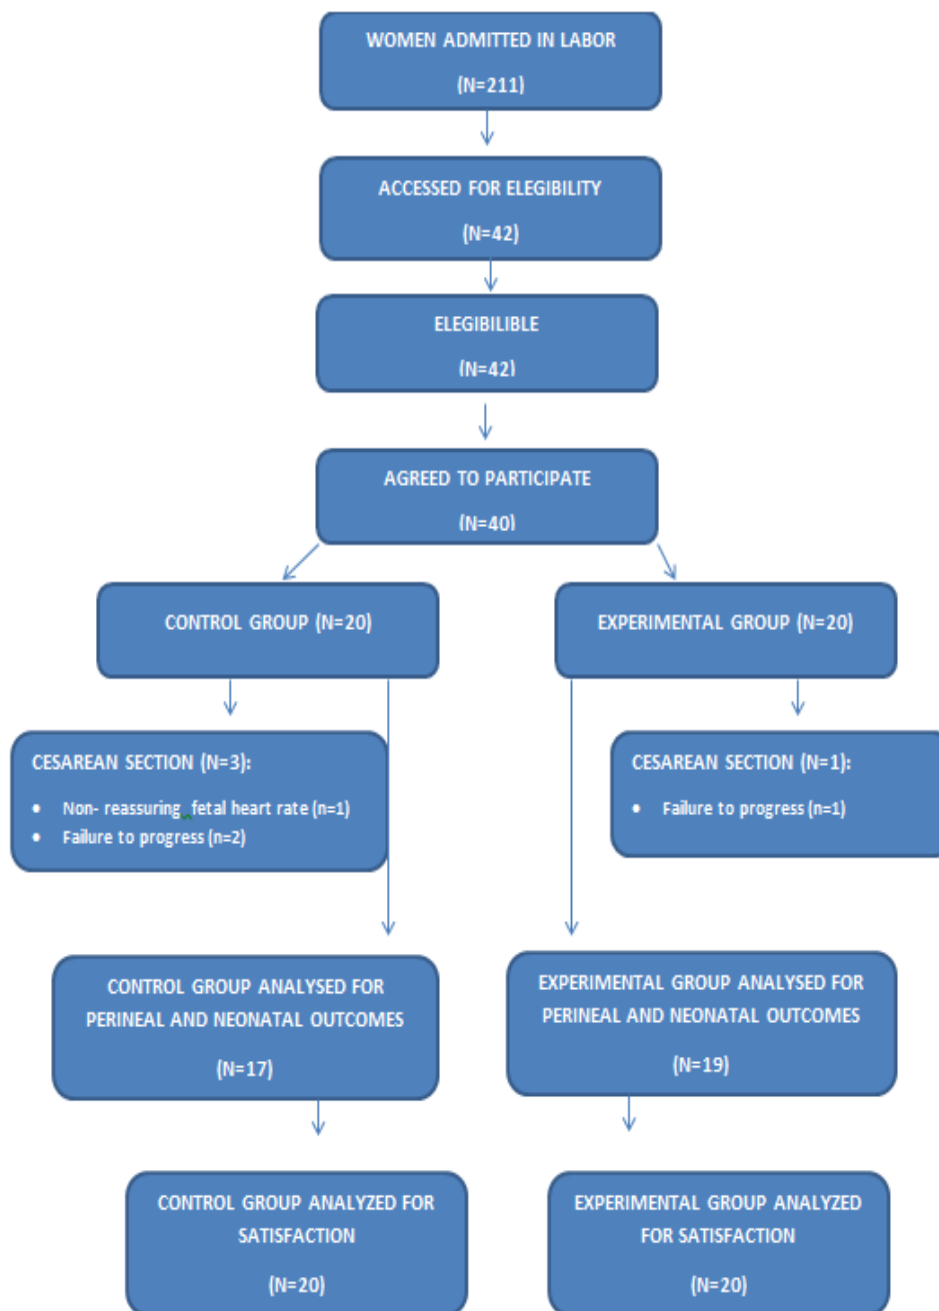 WOMEN ADMITTED IN LABOR
(N=211)
ACCESSED FOR ELEGIBILITY
(N=42)
ELEGIBILIBLE
(N=42)
AGREED TO PARTICIPATE
(N=40)
CONTROL GROUP (N=20)
EXPERIMENTAL GROUP (N=20)
CESAREAN SECTION (N=3):
• Non- reassuring fetal heart rate (n=1)
• Failure to progress (n=2)
CESAREAN SECTION (N=1):
• Failure to progress (n=1)
CONTROL GROUP ANALYSED FOR
PERINEAL AND NEONATAL OUTCOMES
(N=17)
EXPERIMENTAL GROUP ANALYSED FOR
PERINEAL AND NEONATAL OUTCOMES
(N=19)
CONTROL GROUP ANALYZED FOR
SATISFACTION
(N=20)
EXPERIMENTAL GROUP ANALYZED
FOR SATISFACTION
(N=20)